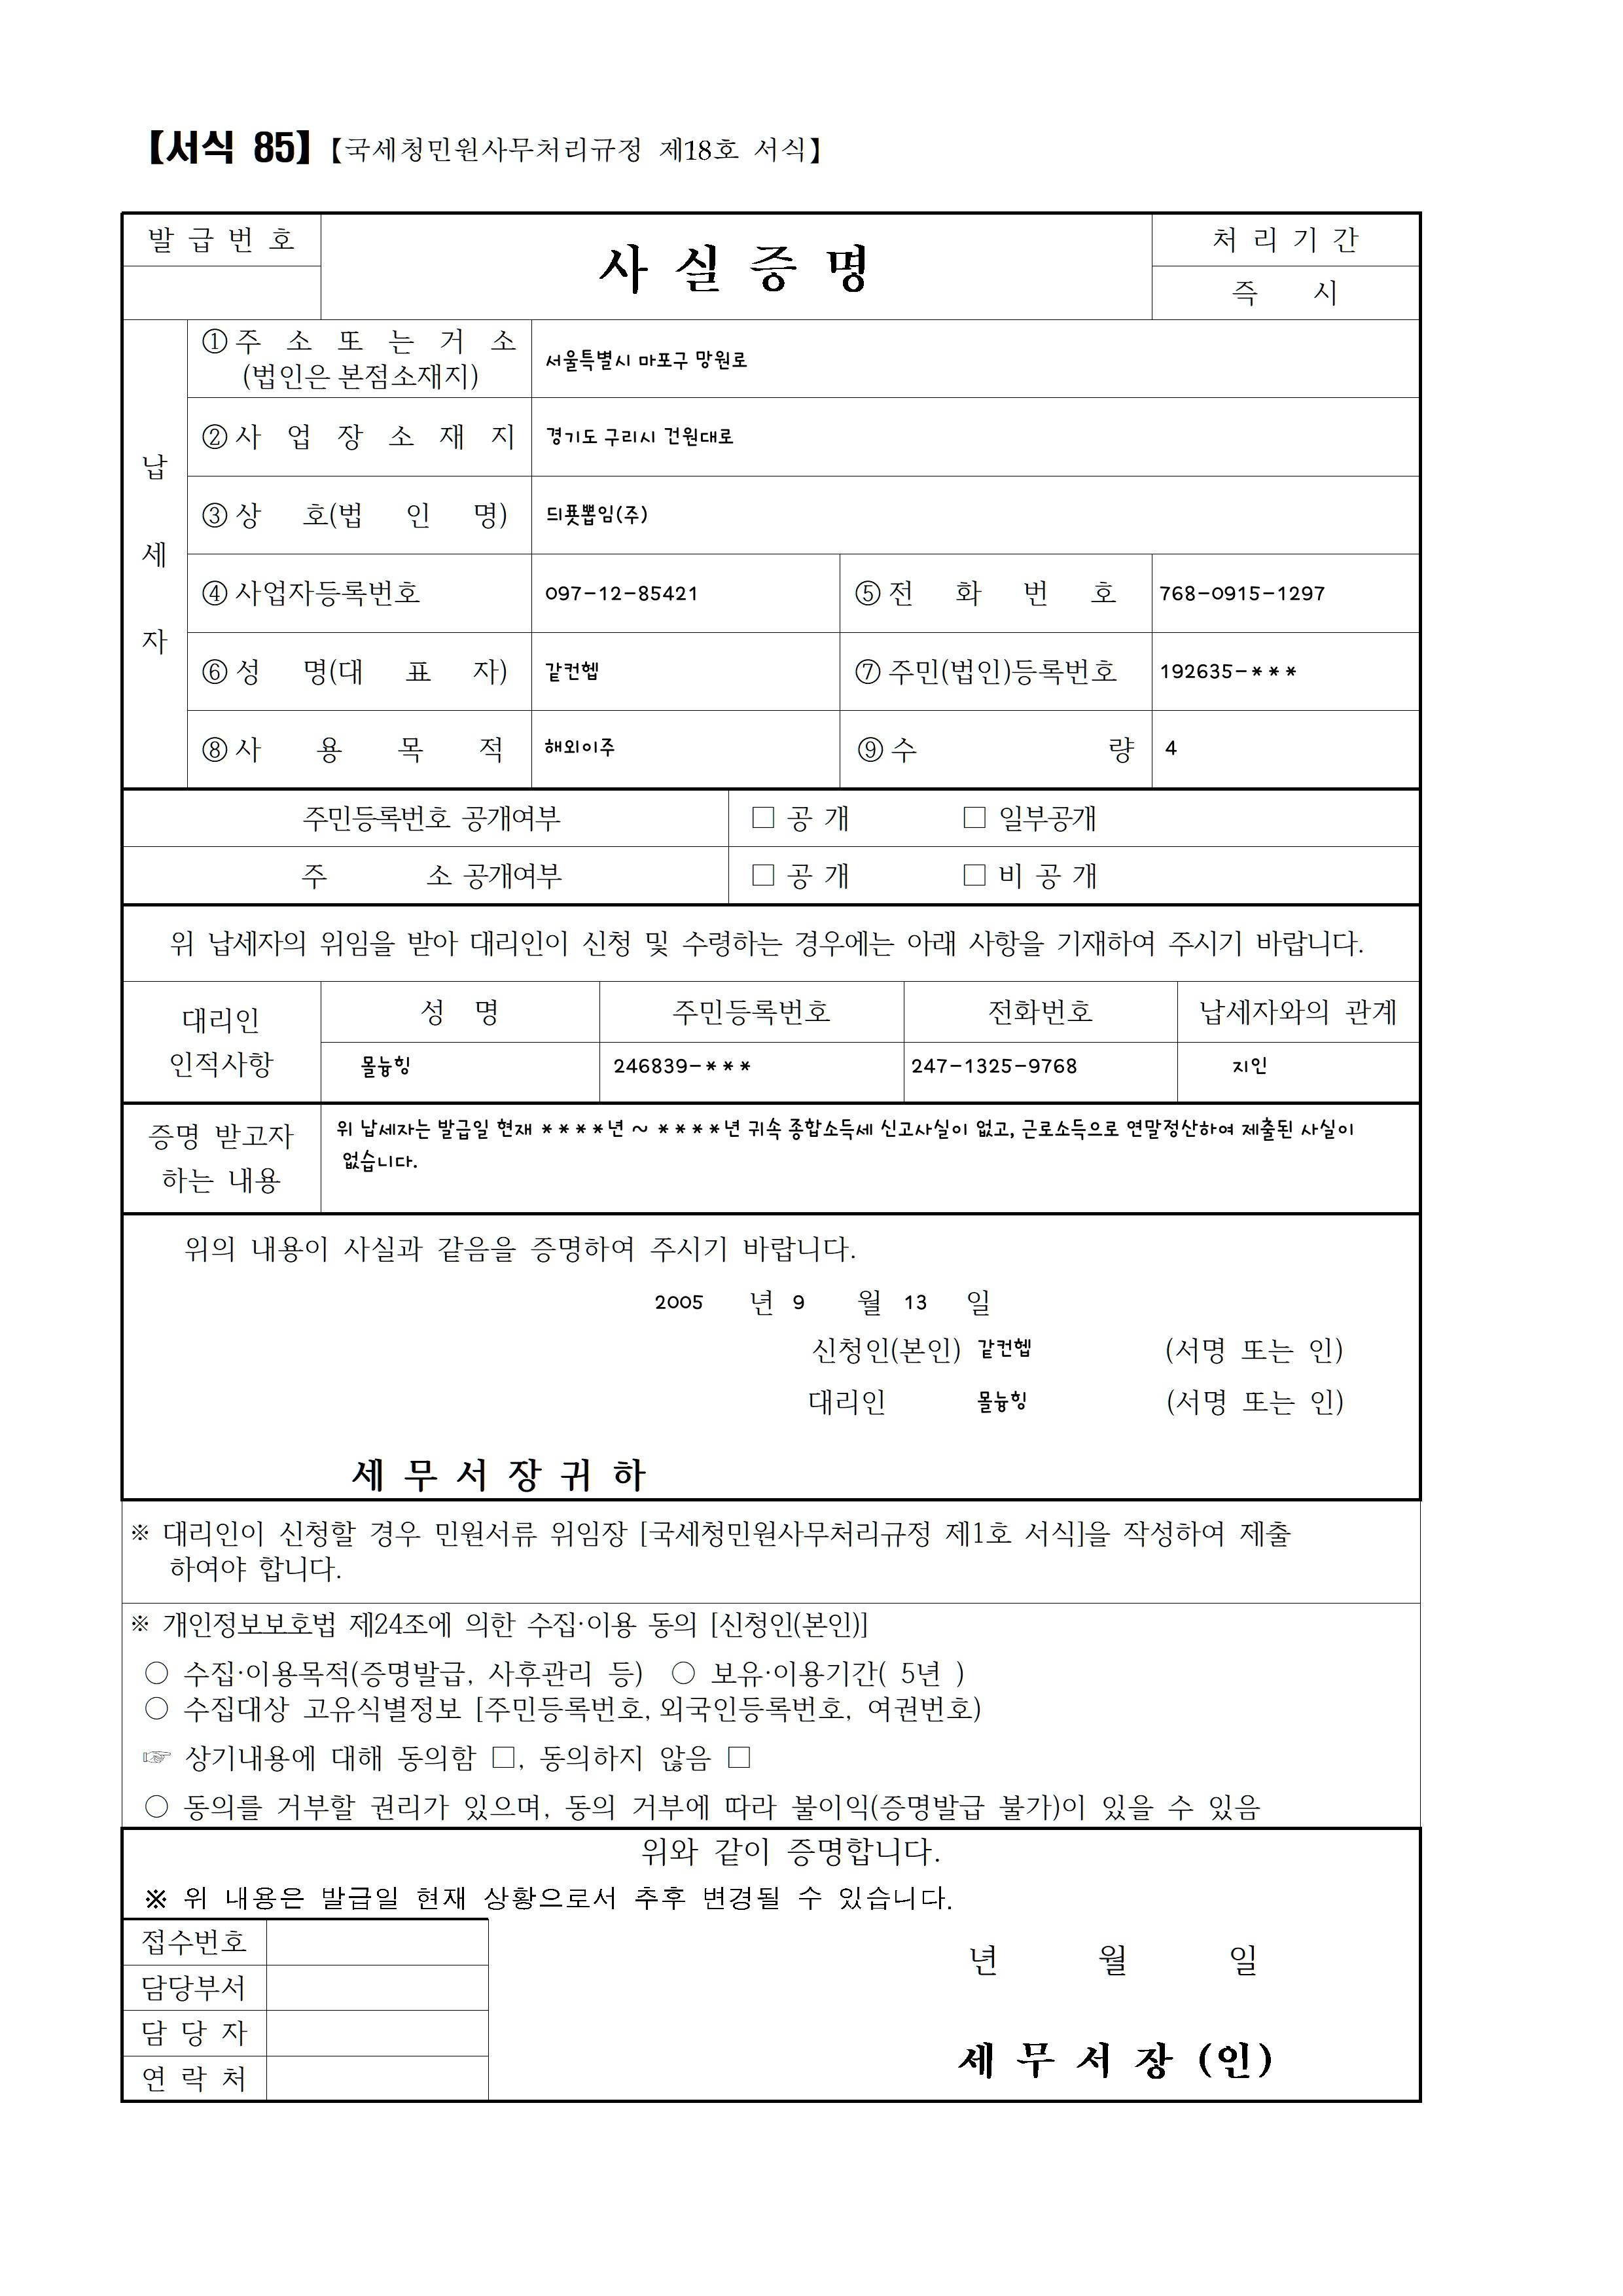 【서식 85】【국세청민원사무처리규정 제18호 서식】
발 급 번 호
사 실 증 명
처 리 기 간
즉 시
납 세 자
① 주 소 또 는 거 소
(법인은 본점소재지)
서울특별시 마포구 망원로
② 사 업 장 소 재 지
경기도 구리시 건원대로
③ 상 호(법 인 명)
듸푯뽑임(주)
④ 사업자등록번호
097-12-85421
⑤ 전 화 번 호
768-0915-1297
⑥ 성 명(대 표 자)
같컨헵
⑦ 주민(법인)등록번호
192635-***
⑧ 사 용 목 적
해외이주
⑨ 수 량
4
주민등록번호 공개여부
□ 공 개 □ 일부공개
주 소 공개여부
□ 공 개 □ 비 공 개
위 납세자의 위임을 받아 대리인이 신청 및 수령하는 경우에는 아래 사항을 기재하여 주시기 바랍니다.
대리인
인적사항
성 명 주민등록번호 전화번호 납세자와의 관계
몰늏힝 246839-*** 247-1325-9768 지인
증명 받고자
하는 내용
위 납세자는 발급일 현재 ****년 ~ ****년 귀속 종합소득세 신고사실이 없고, 근로소득으로 연말정산하여 제출된 사실이
없습니다.
위의 내용이 사실과 같음을 증명하여 주시기 바랍니다.
2005 년 9 월 13 일
신청인(본인) 같컨헵 (서명 또는 인)
대리인 몰늏힝 (서명 또는 인)
세 무 서 장 귀 하
※ 대리인이 신청할 경우 민원서류 위임장 [국세청민원사무처리규정 제1호 서식]을 작성하여 제출
하여야 합니다.
※ 개인정보보호법 제24조에 의한 수집·이용 동의 [신청인(본인)]
○ 수집·이용목적(증명발급, 사후관리 등) ○ 보유·이용기간( 5년 )
○ 수집대상 고유식별정보 [주민등록번호, 외국인등록번호, 여권번호)
☞ 상기내용에 대해 동의함 □, 동의하지 않음 □
○ 동의를 거부할 권리가 있으며, 동의 거부에 따라 불이익(증명발급 불가)이 있을 수 있음
위와 같이 증명합니다.
※ 위 내용은 발급일 현재 상황으로서 추후 변경될 수 있습니다.
접수번호
담당부서
담 당 자
연 락 처
년 월 일
세 무 서 장 (인)